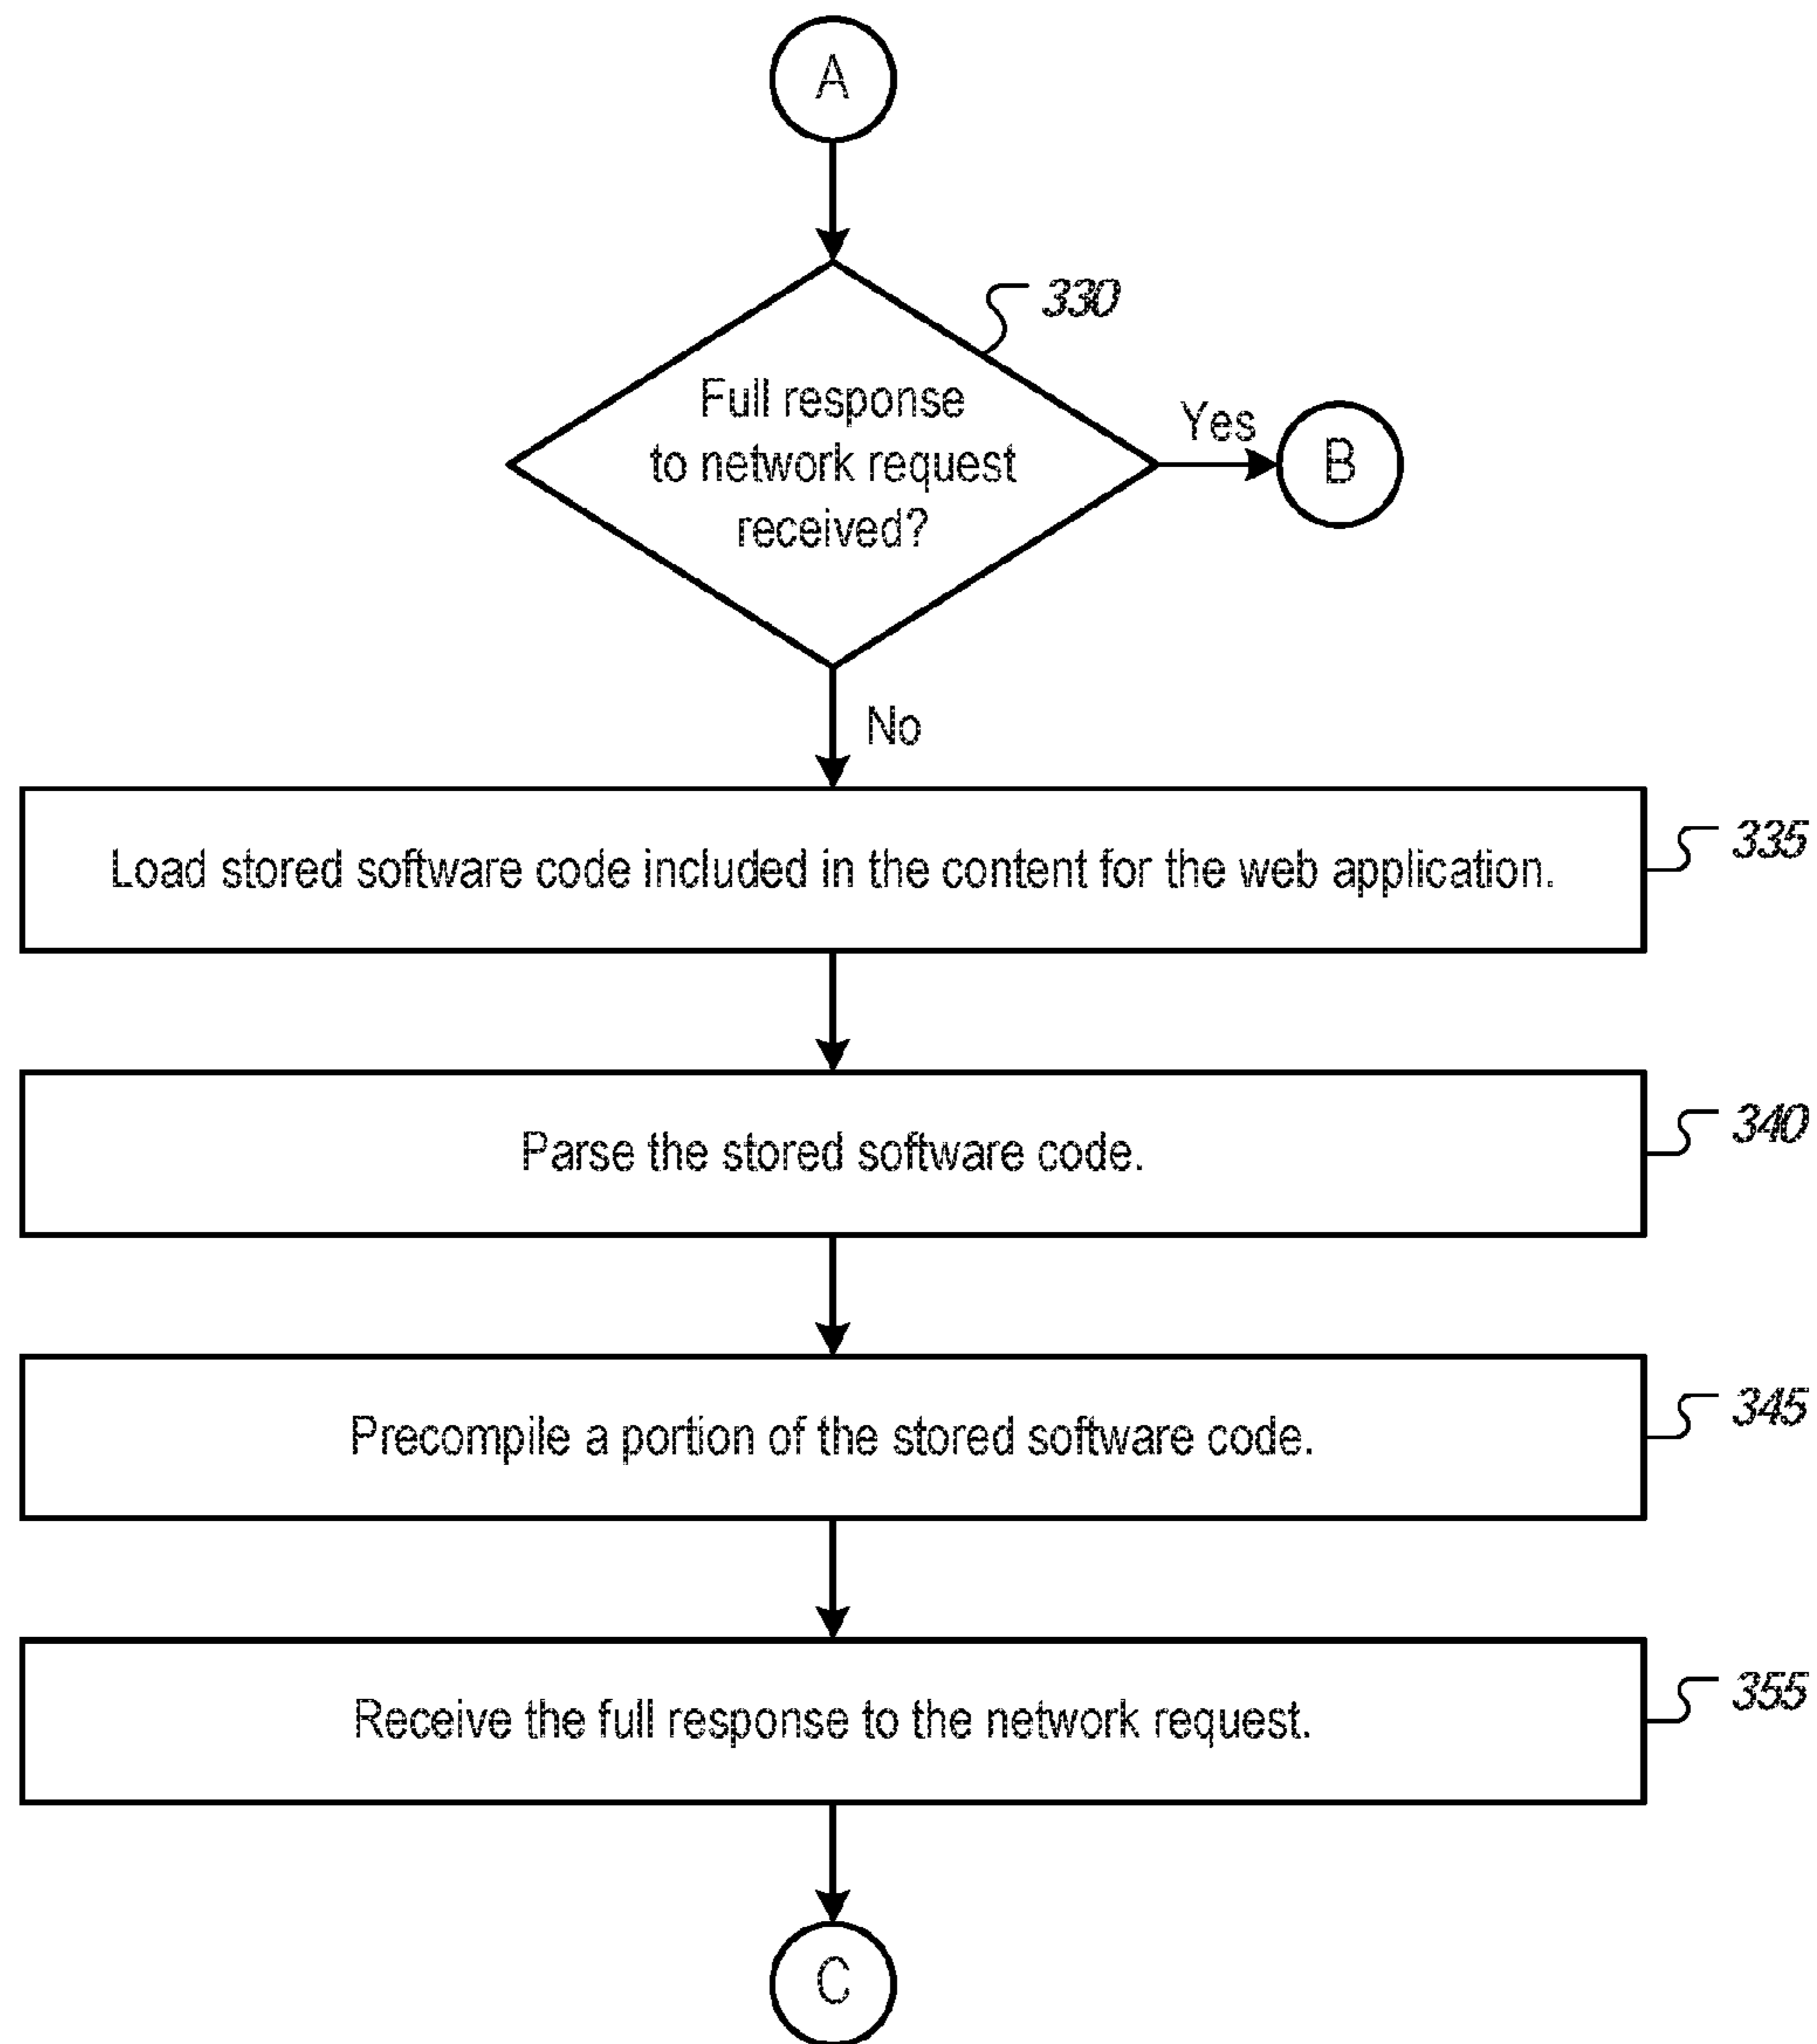 A
330
Full response
to network request
received?
Yes
B
No
Load stored software code included in the content for the web application.
335
Parse the stored software code.
340
Precompile a portion of the stored software code.
345
Receive the full response to the network request.
355
C